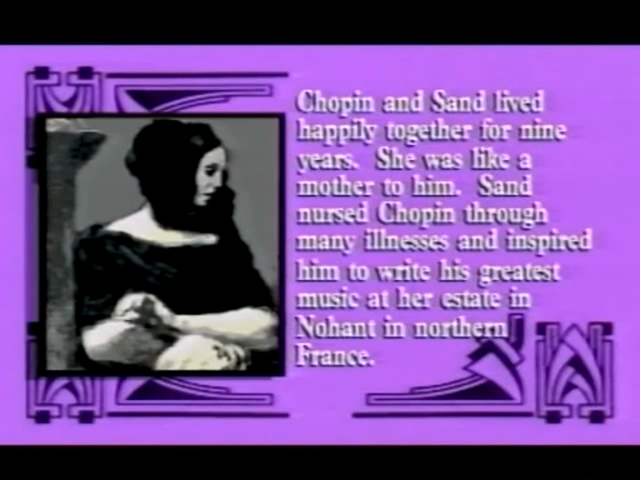 Chopin and Sand lived
happily together for nine
years. She was like a
mother to him. Sand
nursed Chopin through
many illnesses and inspired
him to write his greatest
music at her estate in
Nohant in northern
France.